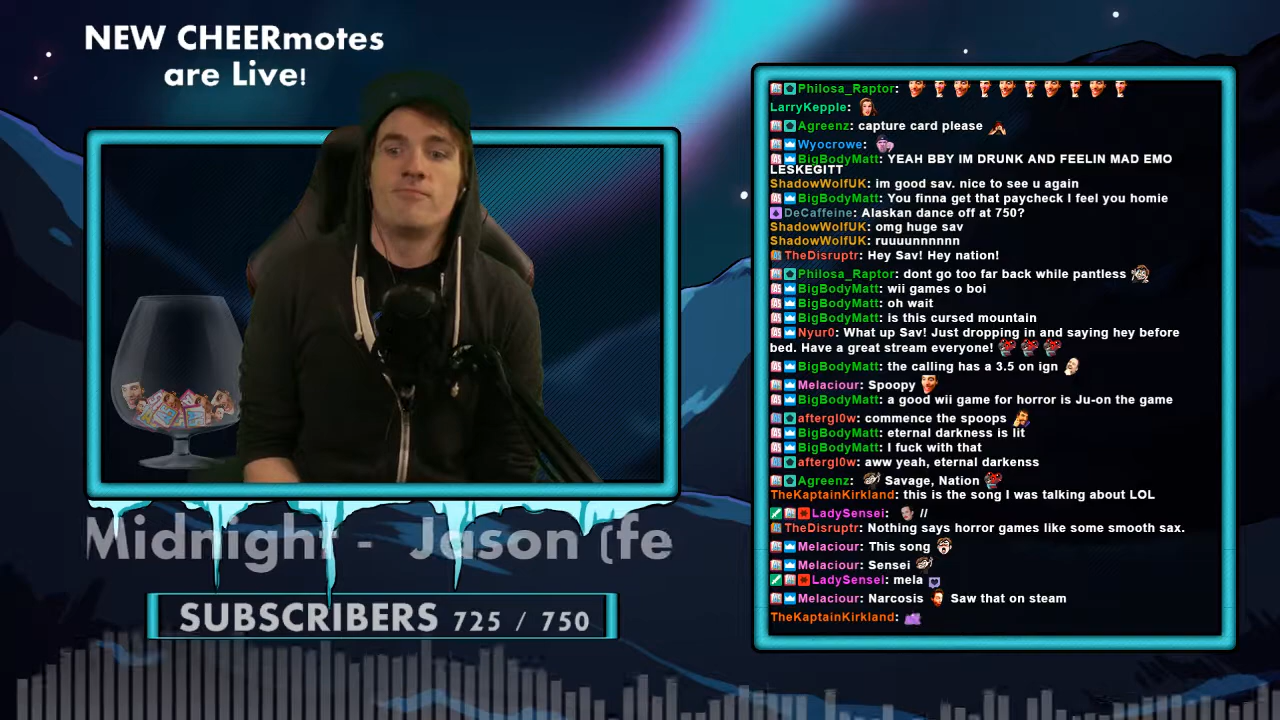 NEW CHEERmotes
are Live!
Midnight - Jason (fe
SUBSCRIBERS 725 / 750
Philosa_Raptor:
LarryKepple:
Agreenz: capture card please
Wyocrowe:
BigBodyMatt: YEAH BBY IM DRUNK AND FEELIN MAD EMO
LESKEGITT
ShadowWolfUK: im good sav. nice to see u again
BigBodyMatt: You finna get that paycheck I feel you homie
DeCaffeine: Alaskan dance off at 750?
ShadowWolfUK: omg huge sav
ShadowWolfUK: ruuuunnnnnn
TheDisruptr: Hey Sav! Hey nation!
Philosa_Raptor: dont go too far back while pantless
BigBodyMatt: wii games o boi
BigBodyMatt: oh wait
BigBodyMatt: is this cursed mountain
Nyur0: What up Sav! Just dropping in and saying hey before
bed. Have a great stream everyone!
BigBodyMatt: the calling has a 3.5 on ign
Melaciour: Spoopy
BigBodyMatt: a good wii game for horror is Ju-on the game
aftergl0w: commence the spoops
BigBodyMatt: eternal darkness is lit
BigBodyMatt: I fuck with that
aftergl0w: aww yeah, eternal darkenss
Agreenz: Savage, Nation
TheKaptainKirkland: this is the song I was talking about LOL
LadySensei: //
TheDisruptr: Nothing says horror games like some smooth sax.
Melaciour: This song
Melaciour: Sensei
LadySensei: mela
Melaciour: Narcosis Saw that on steam
TheKaptainKirkland: